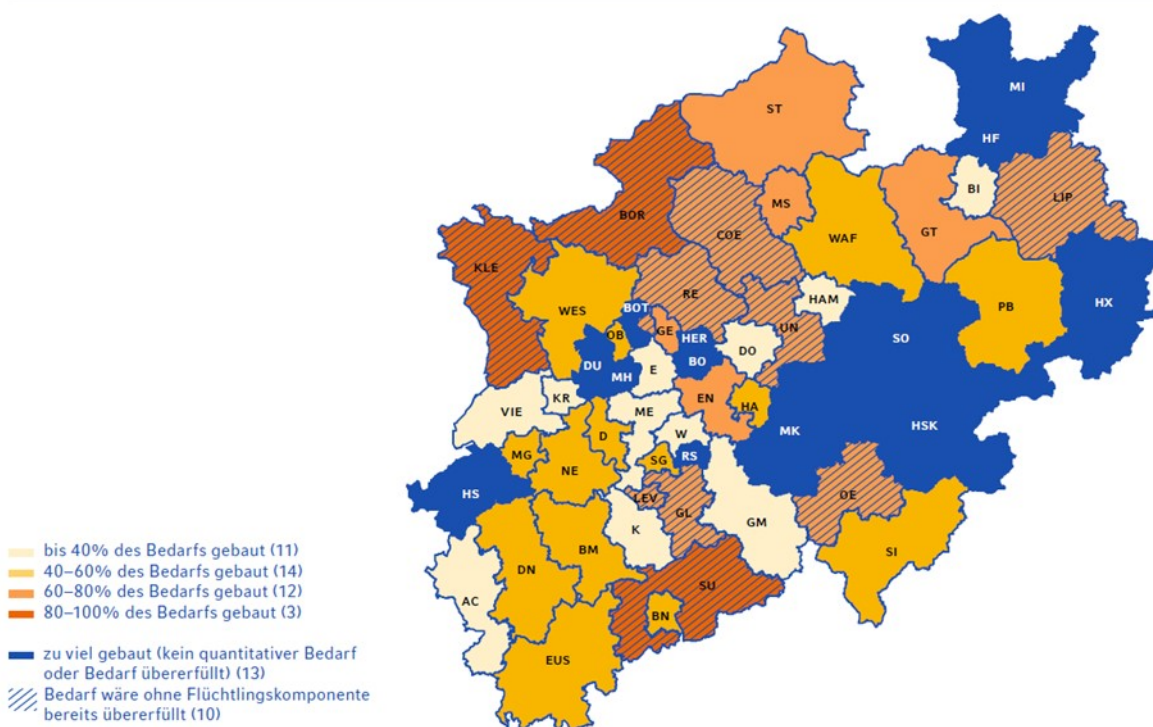 MI
ST
HF
BI
LIP
MS
BOR
COE
WAF
GT
KLE
RE
HAM
HX
WES
BOT
UN
PB
OB
GE
HER
SO
DU
BO
DO
MH
E
KR
EN
VIE
ME
HA
W
MK
HSK
MG
D
SG
RS
NE
HS
LEV
OE
GL
K
GM
BM
SI
DN
SU
AC
BN
EUS
bis 40% des Bedarfs gebaut (11)
40–60% des Bedarfs gebaut (14)
60–80% des Bedarfs gebaut (12)
80–100% des Bedarfs gebaut (3)
zu viel gebaut (kein quantitativer Bedarf
oder Bedarf übererfüllt) (13)
Bedarf wäre ohne Flüchtlingskomponente
bereits übererfüllt (10)